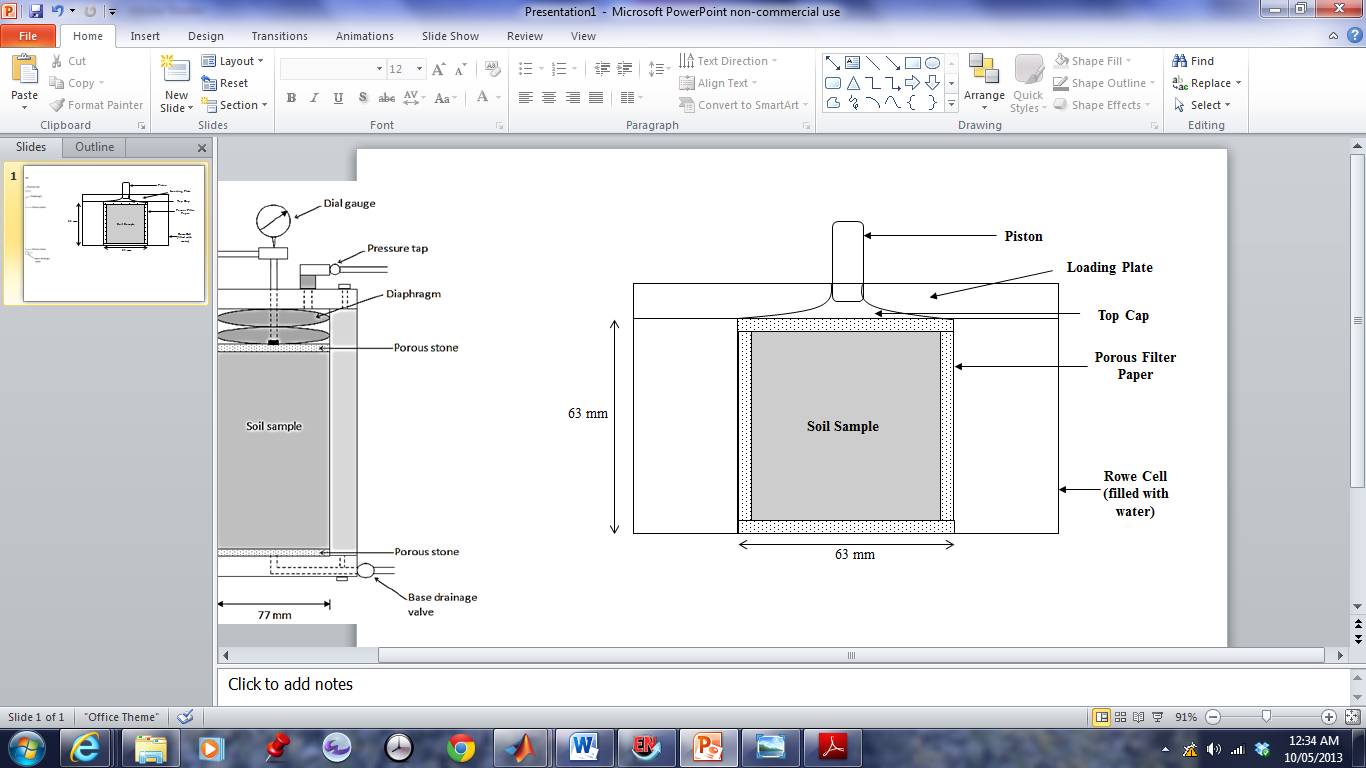 Presentation1 - Microsoft PowerPoint non-commercial use
File Home Insert Design Transitions Animations Slide Show Review View
Paste
Cut
Copy
Format Painter
Clipboard
New
Slide
Layout
Reset
Section
Slides
12
B I U S abc AV Aa A
Font
Text Direction
Align Text
Convert to SmartArt
Paragraph
Arrange
Quick
Styles
Shape Fill
Shape Outline
Shape Effects
Drawing
Find
Replace
Select
Editing
Slides Outline
1
Dial gauge
Pressure tap
Diaphragm
Porous stone
Soil sample
Porous stone
Base drainage
valve
77 mm
Piston
Loading Plate
Top Cap
Porous Filter
Paper
63 mm
Soil Sample
Rowe Cell
(filled with
water)
63 mm
Click to add notes
Slide 1 of 1 "Office Theme" 91%
12:34 AM
10/05/2013